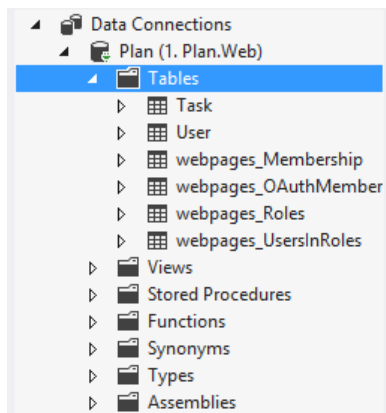 Data Connections
Plan (1. Plan.Web)
Tables
Task
User
webpages_Membership
webpages_OAuthMember
webpages_Roles
webpages_UsersInRoles
Views
Stored Procedures
Functions
Synonyms
Types
Assemblies